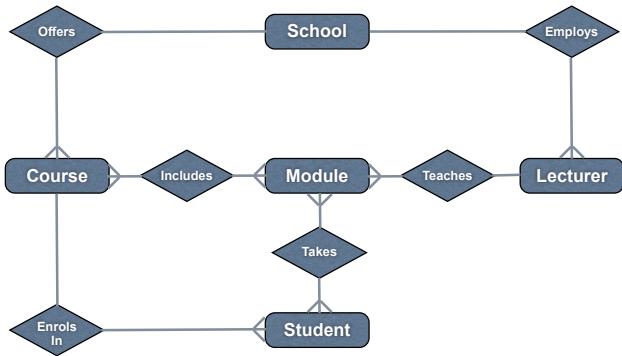 Offers
School
Employs
Course
Includes
Module
Teaches
Lecturer
Takes
Enrols
In
Student